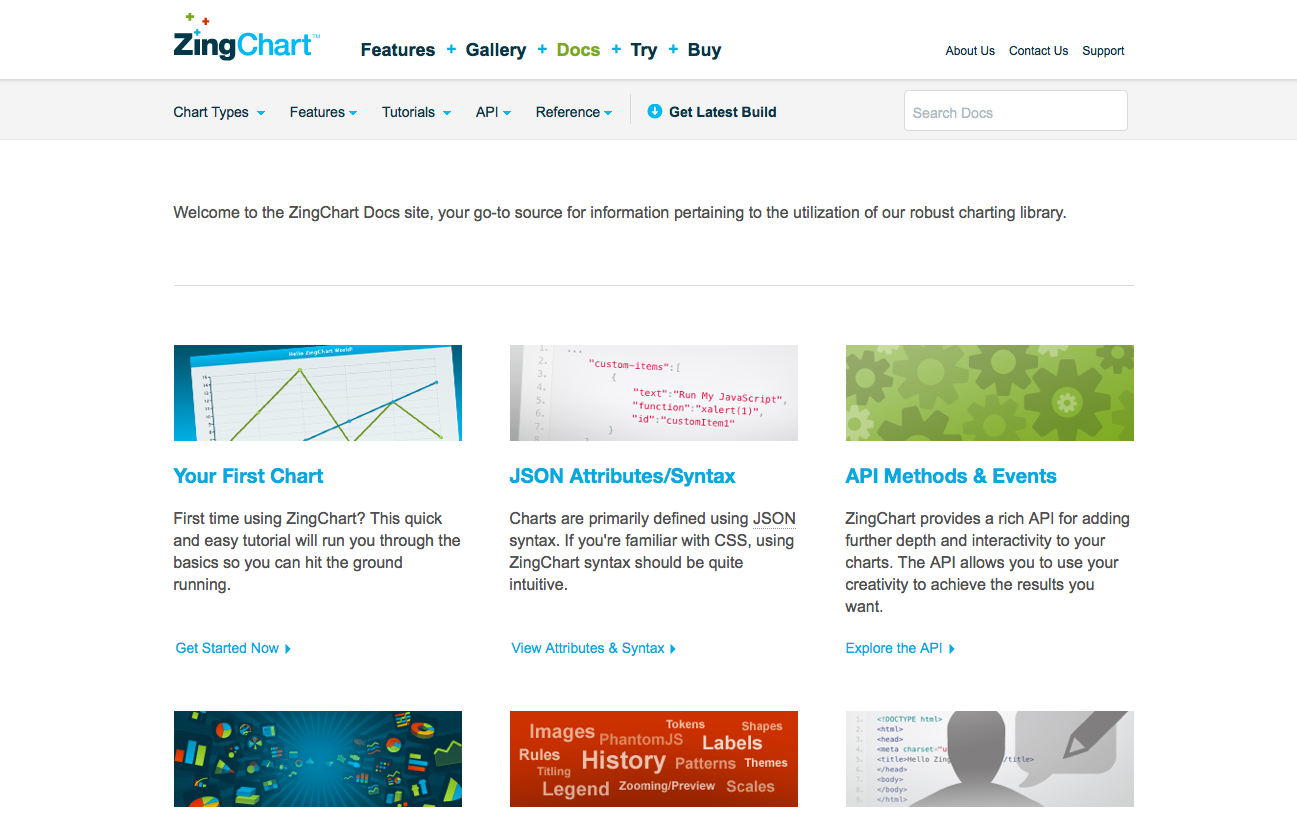 ZingChart™
Features + Gallery + Docs + Try + Buy
About Us Contact Us Support
Chart Types Features Tutorials API Reference Get Latest Build Search Docs
Welcome to the ZingChart Docs site, your go-to source for information pertaining to the utilization of our robust charting library.
Hello ZingChart World!
1. ...
2. "custom-items":[
3. {
4. "text":"Run My JavaScript",
5. "function":"xalert(1)",
6. "id":"customItem1"
7. }
8.
Your First Chart
First time using ZingChart? This quick
and easy tutorial will run you through the
basics so you can hit the ground
running.
Get Started Now
JSON Attributes/Syntax
Charts are primarily defined using JSON
syntax. If you're familiar with CSS, using
ZingChart syntax should be quite
intuitive.
View Attributes & Syntax
API Methods & Events
ZingChart provides a rich API for adding
further depth and interactivity to your
charts. The API allows you to use your
creativity to achieve the results you
want.
Explore the API
Images Tokens Shapes
PhantomJS Labels
Rules History Patterns Themes
Titling
Legend Zooming/Preview Scales
1. <!DOCTYPE html>
2. <html>
3. <head>
4. <meta charset="u
5. <title>Hello Zing /title>
6. </head>
7. <body>
8. </body>
9. </html>